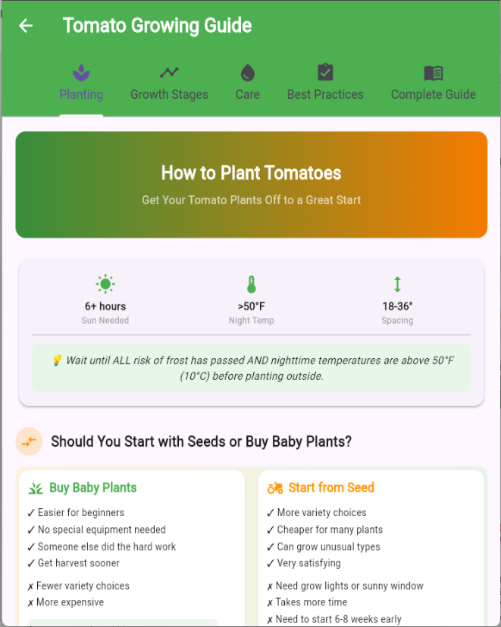 Tomato Growing Guide
Planting Growth Stages Care Best Practices Complete Guide
How to Plant Tomatoes
Get Your Tomato Plants Off to a Great Start
6+ hours >50°F 18-36"
Sun Needed Night Temp Spacing
💡 Wait until ALL risk of frost has passed AND nighttime temperatures are above 50°F
(10°C) before planting outside.
Should You Start with Seeds or Buy Baby Plants?
Buy Baby Plants
✓ Easier for beginners
✓ No special equipment needed
✓ Someone else did the hard work
✓ Get harvest sooner
✗ Fewer variety choices
✗ More expensive
Start from Seed
✓ More variety choices
✓ Cheaper for many plants
✓ Can grow unusual types
✓ Very satisfying
✗ Need grow lights or sunny window
✗ Takes more time
✗ Need to start 6-8 weeks early